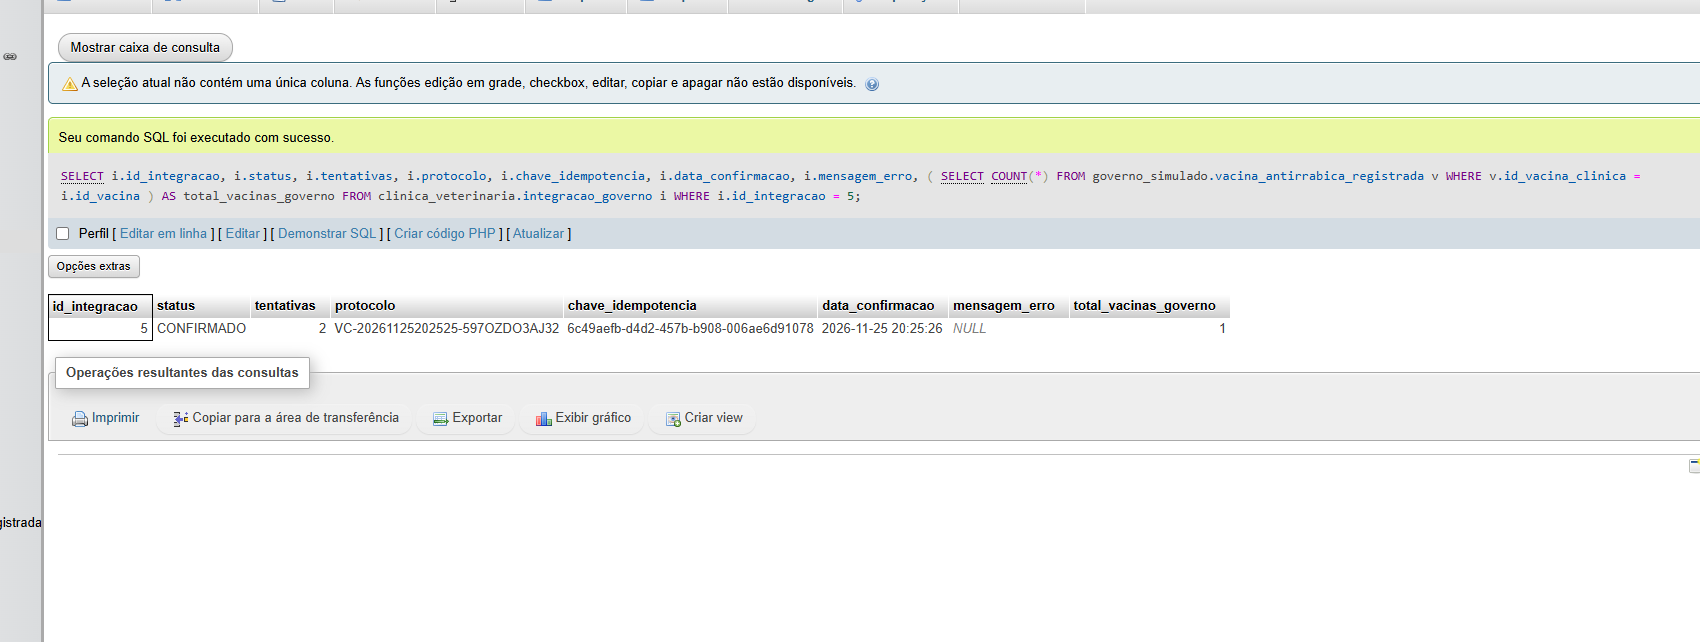 Mostrar caixa de consulta
A seleção atual não contém uma única coluna. As funções edição em grade, checkbox, editar, copiar e apagar não estão disponíveis.
Seu comando SQL foi executado com sucesso.
SELECT i.id_integracao, i.status, i.tentativas, i.protocolo, i.chave_idempotencia, i.data_confirmacao, i.mensagem_erro, ( SELECT COUNT(*) FROM governo_simulado.vacina_antirrabica_registrada v WHERE v.id_vacina_clinica =
i.id_vacina ) AS total_vacinas_governo FROM clinica_veterinaria.integracao_governo i WHERE i.id_integracao = 5;
Perfil [ Editar em linha ] [ Editar ] [ Demonstrar SQL ] [ Criar código PHP ] [ Atualizar ]
Opções extras
id_integracao status tentativas protocolo chave_idempotencia data_confirmacao mensagem_erro total_vacinas_governo
5 CONFIRMADO 2 VC-20261125202525-597OZDO3AJ32 6c49aefb-d4d2-457b-b908-006ae6d91078 2026-11-25 20:25:26 NULL 1
Operações resultantes das consultas
Imprimir Copiar para a área de transferência Exportar Exibir gráfico Criar view
gistrada